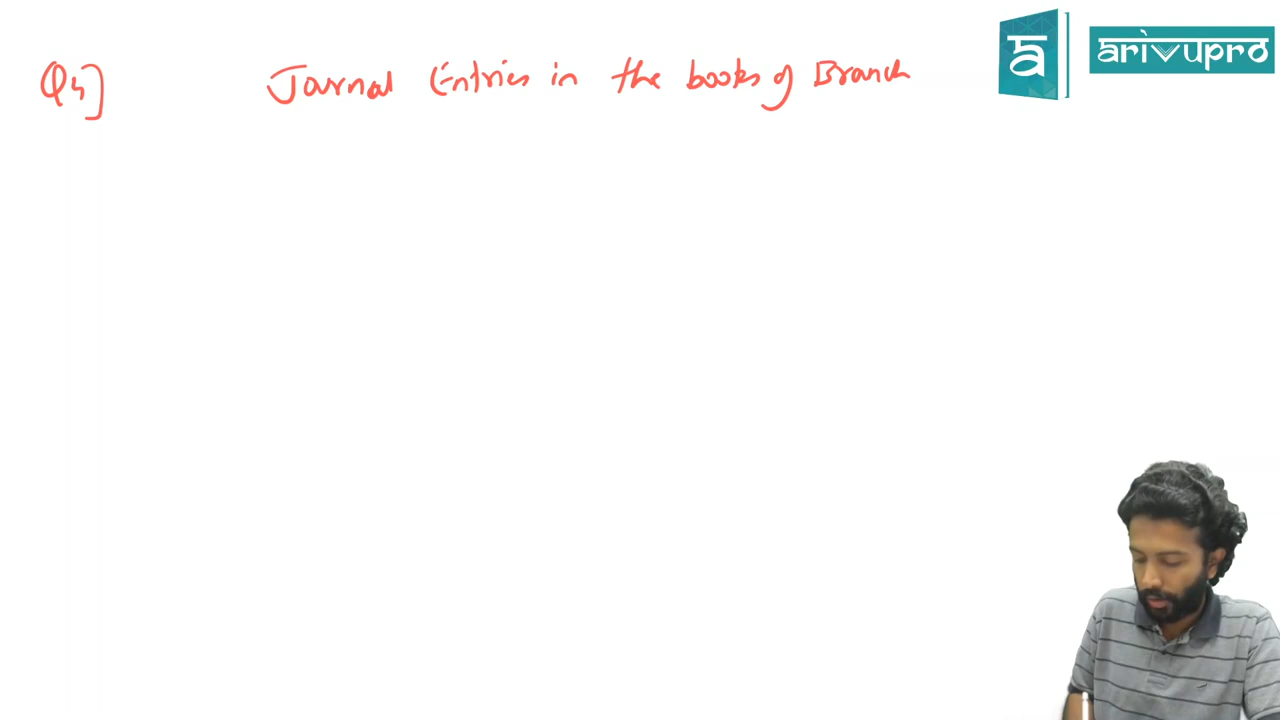 Q4] Journal Entries in the books of Branch
a arivupro